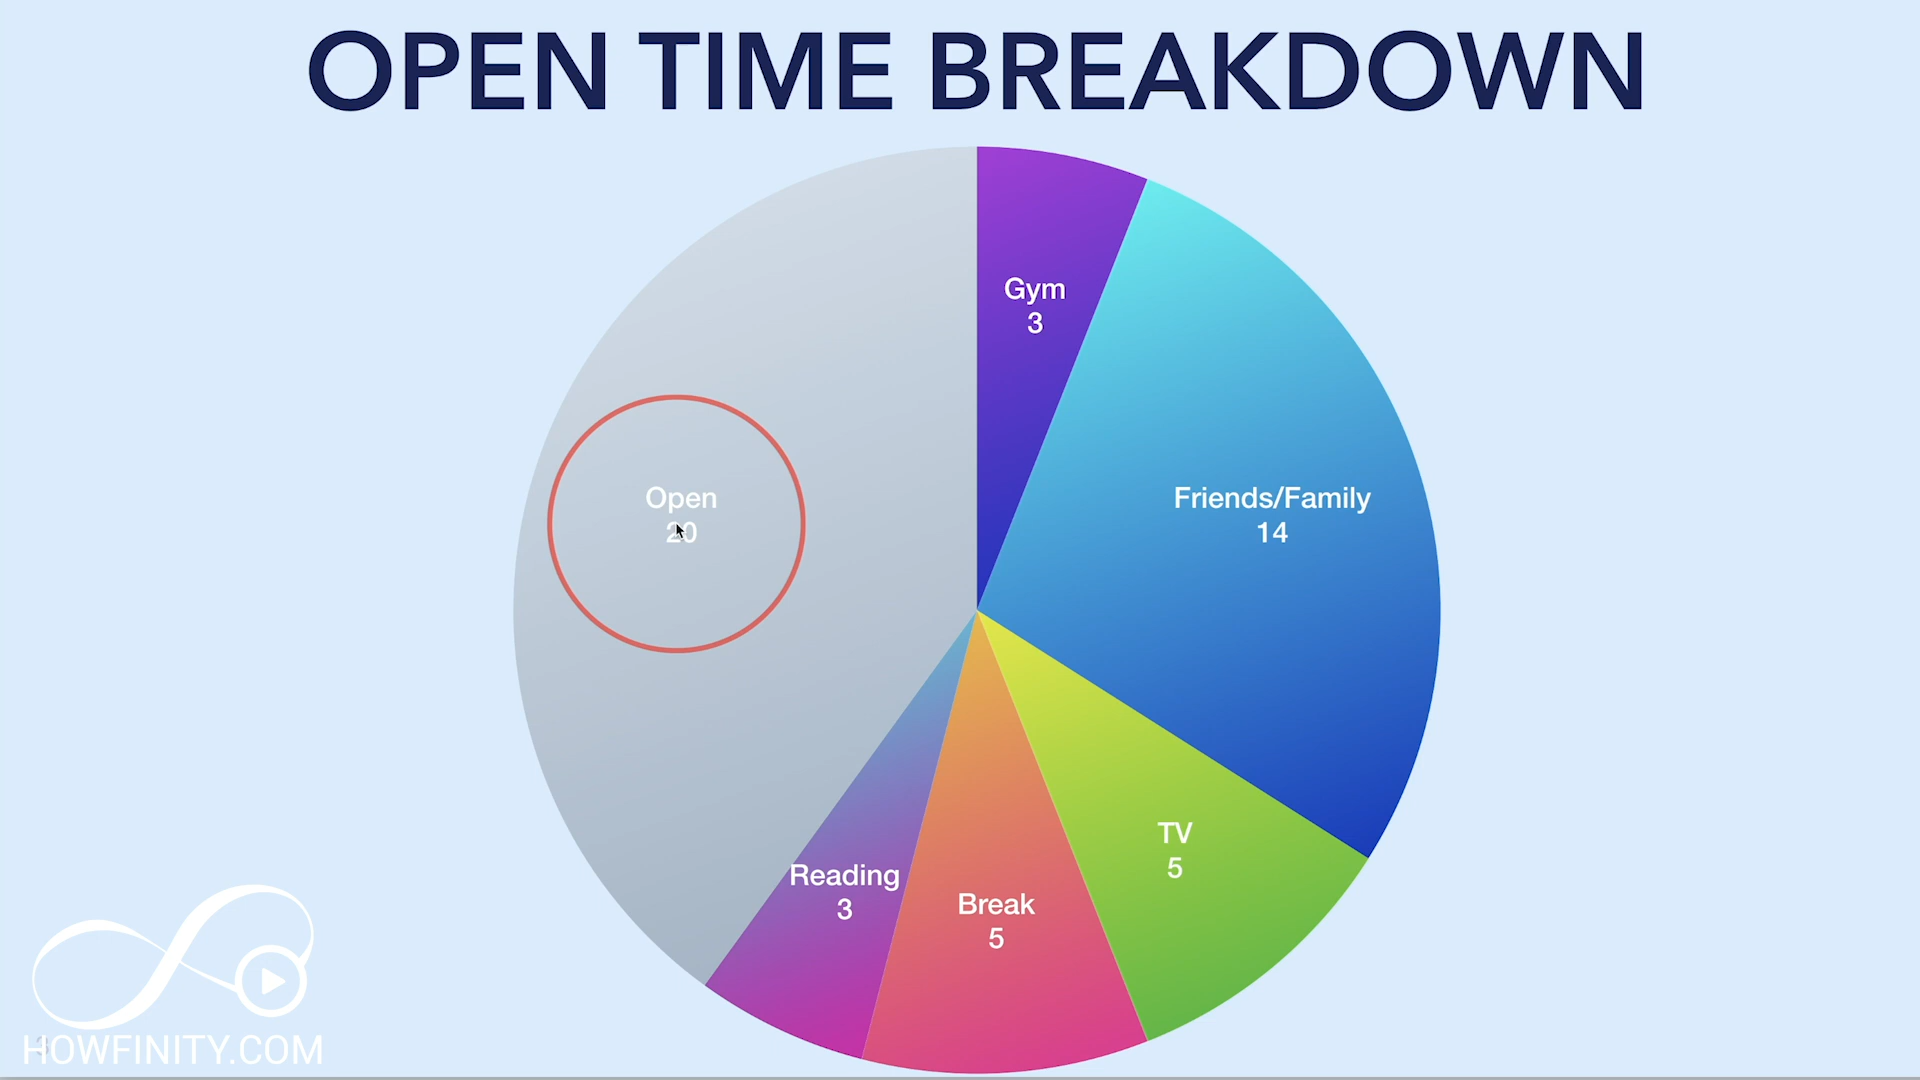 OPEN TIME BREAKDOWN
Gym
3
Friends/Family
14
Open
20
TV
5
Reading
3
Break
5
HOWFINITY.COM